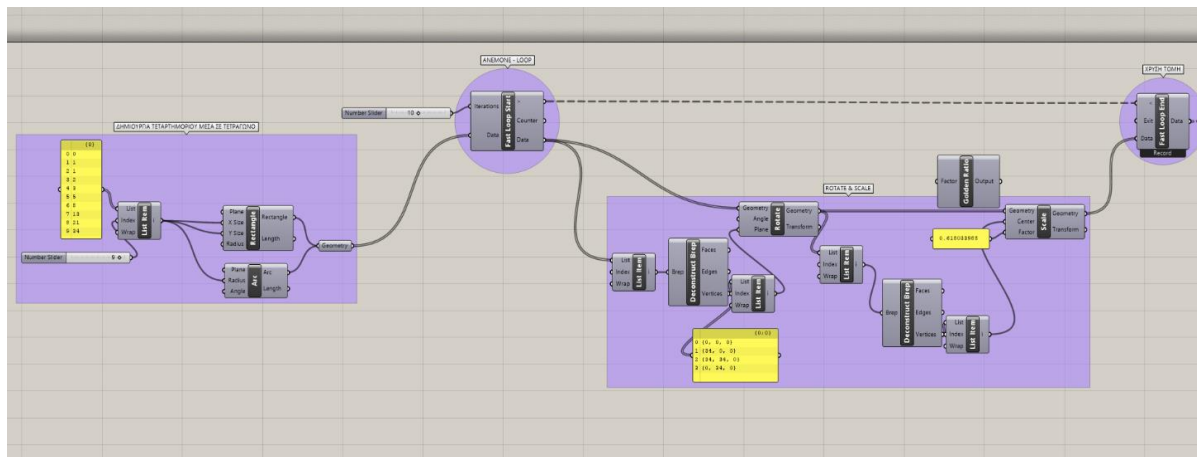 ANEMONE - LOOP
Number Slider
10
Iterations
Data
Fast Loop Start
>
Counter
Data
ΧΡΥΣΗ ΤΟΜΗ
>
Exit
Data
Fast Loop End
Data
Record
ΔΗΜΙΟΥΡΓΙΑ ΤΕΤΑΡΤΗΜΟΡΙΟΥ ΜΕΣΑ ΣΕ ΤΕΤΡΑΓΩΝΟ
{0}
0 0
1 1
2 1
3 2
4 3
5 5
6 8
7 13
8 21
9 34
Number Slider
9
List
Index
Wrap
List Item
i
Plane
X Size
Y Size
Radius
Rectangle
Rectangle
Length
Plane
Radius
Angle
Arc
Arc
Length
Geometry
ROTATE & SCALE
List
Index
Wrap
List Item
i
Brep
Deconstruct Brep
Faces
Edges
Vertices
List
Index
Wrap
List Item
i
{0;0}
0 {0, 0, 0}
1 {34, 0, 0}
2 {34, 34, 0}
3 {0, 34, 0}
Geometry
Angle
Plane
Rotate
Geometry
Transform
List
Index
Wrap
List Item
i
Brep
Deconstruct Brep
Faces
Edges
Vertices
List
Index
Wrap
List Item
i
Factor
Golden Ratio
Output
Geometry
Center
Factor
Scale
Geometry
Transform